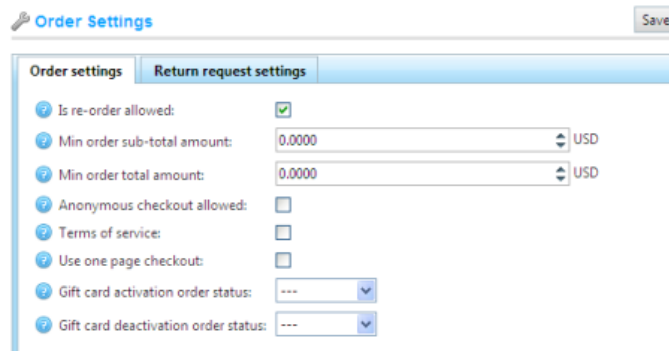 Order Settings
Save
Order settings Return request settings
Is re-order allowed:
Min order sub-total amount: 0.0000 USD
Min order total amount: 0.0000 USD
Anonymous checkout allowed:
Terms of service:
Use one page checkout:
Gift card activation order status: ---
Gift card deactivation order status: ---